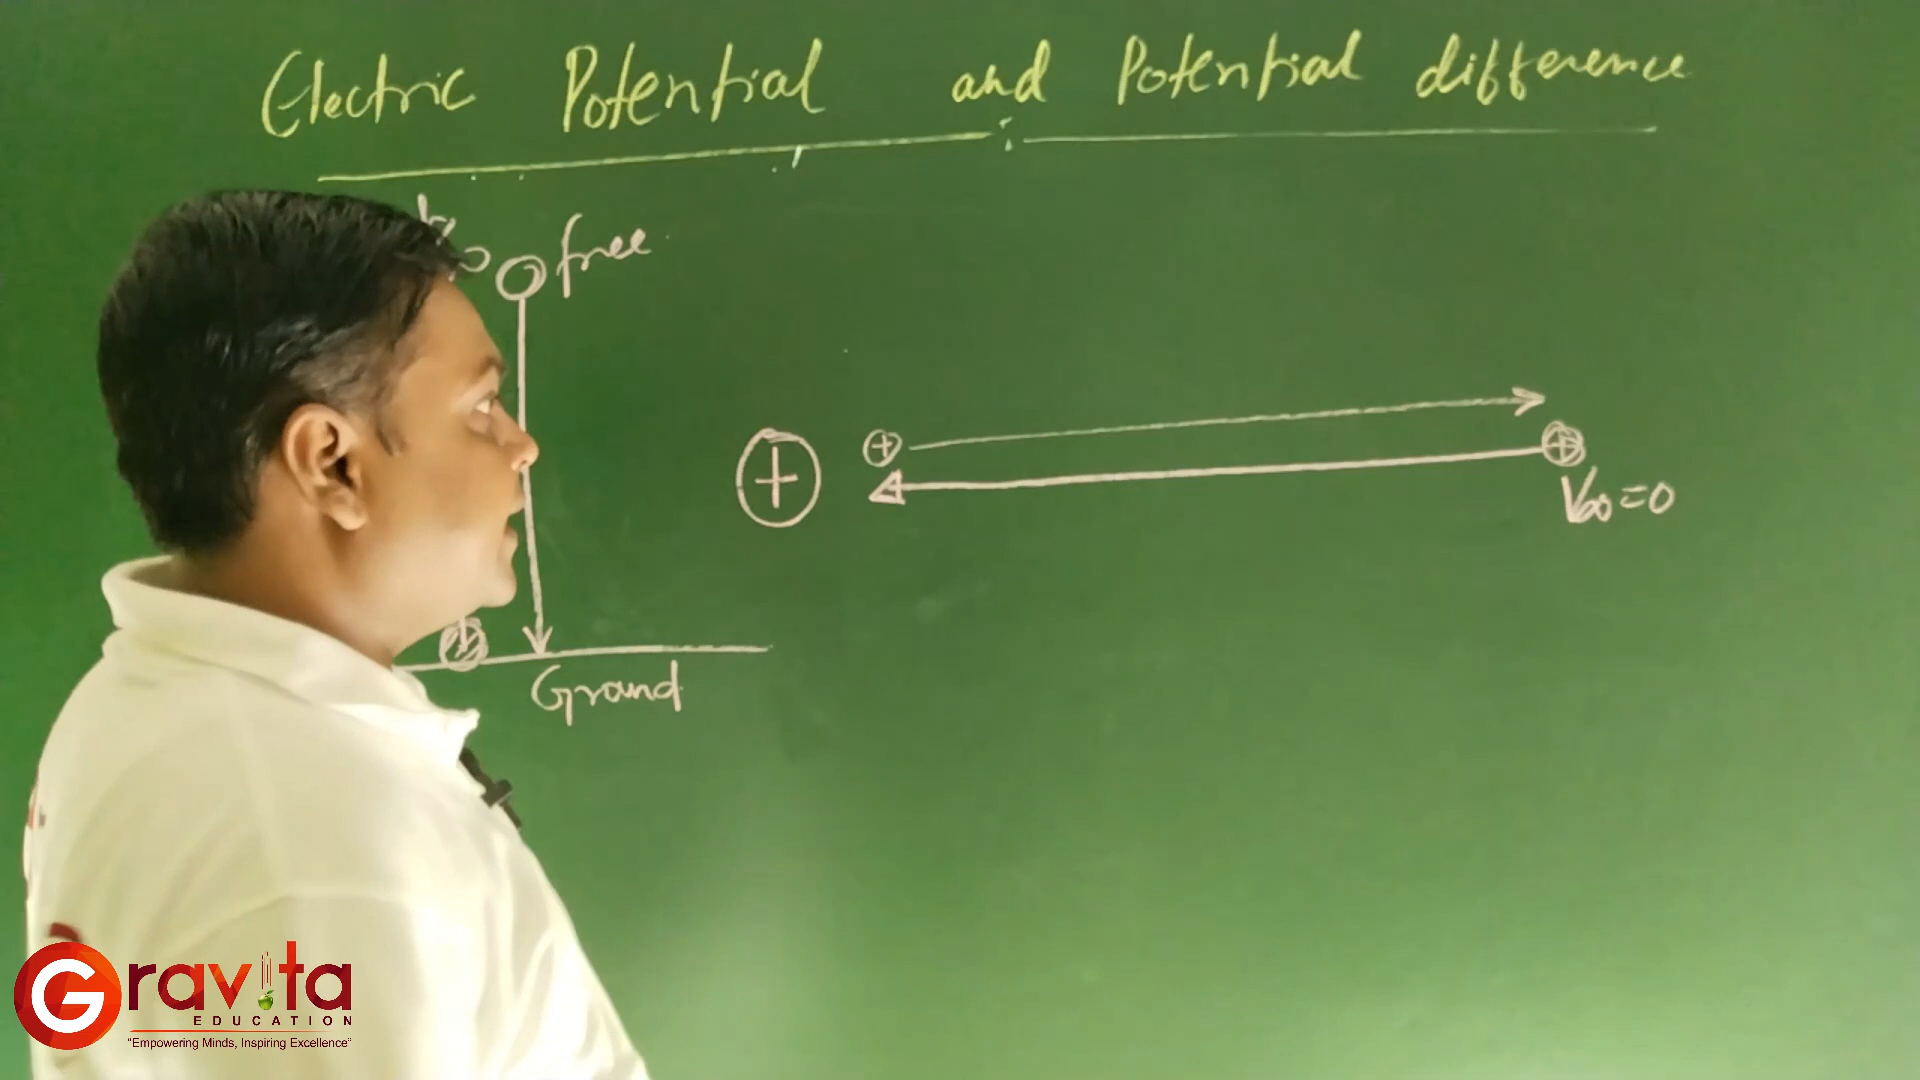 Electric Potential and Potential difference
free
+ + +
V∞=0
Ground
Gravita
EDUCATION
"Empowering Minds, Inspiring Excellence"